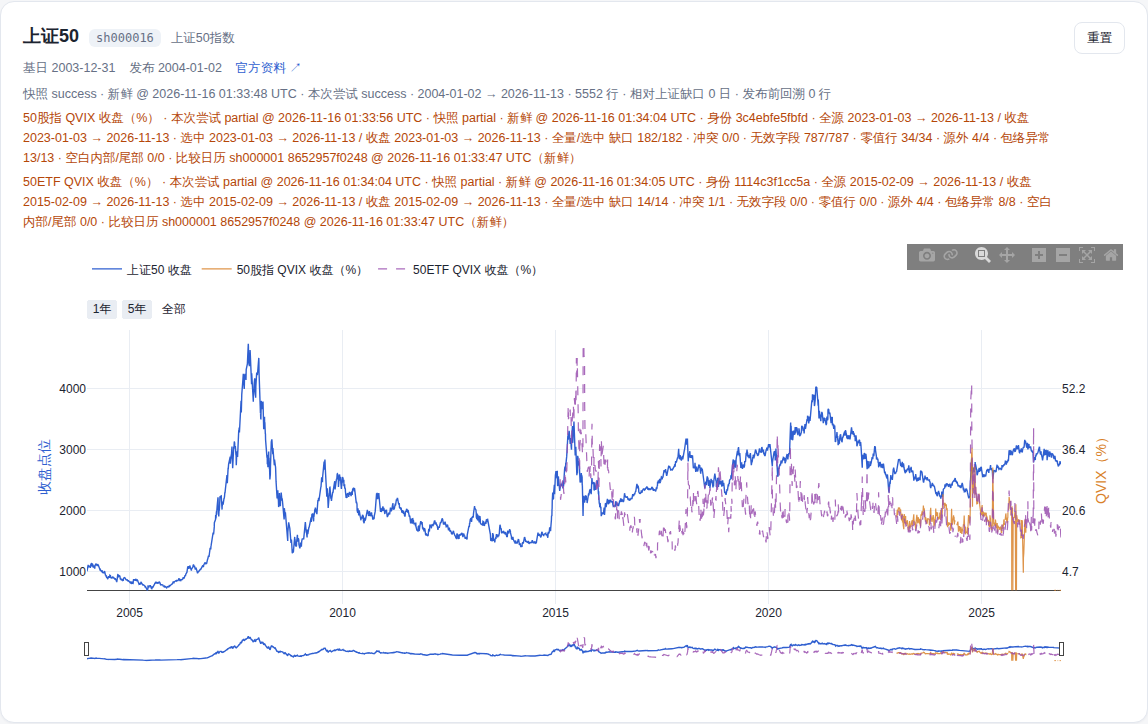 上证50 sh000016 上证50指数 重置
基日 2003-12-31 发布 2004-01-02 官方资料 ↗
快照 success · 新鲜 @ 2026-11-16 01:33:48 UTC · 本次尝试 success · 2004-01-02 → 2026-11-13 · 5552 行 · 相对上证缺口 0 日 · 发布前回溯 0 行
50股指 QVIX 收盘（%） · 本次尝试 partial @ 2026-11-16 01:33:56 UTC · 快照 partial · 新鲜 @ 2026-11-16 01:34:04 UTC · 身份 3c4ebfe5fbfd · 全源 2023-01-03 → 2026-11-13 / 收盘
2023-01-03 → 2026-11-13 · 选中 2023-01-03 → 2026-11-13 / 收盘 2023-01-03 → 2026-11-13 · 全量/选中 缺口 182/182 · 冲突 0/0 · 无效字段 787/787 · 零值行 34/34 · 源外 4/4 · 包络异常
13/13 · 空白内部/尾部 0/0 · 比较日历 sh000001 8652957f0248 @ 2026-11-16 01:33:47 UTC（新鲜）
50ETF QVIX 收盘（%） · 本次尝试 partial @ 2026-11-16 01:34:04 UTC · 快照 partial · 新鲜 @ 2026-11-16 01:34:05 UTC · 身份 1114c3f1cc5a · 全源 2015-02-09 → 2026-11-13 / 收盘
2015-02-09 → 2026-11-13 · 选中 2015-02-09 → 2026-11-13 / 收盘 2015-02-09 → 2026-11-13 · 全量/选中 缺口 14/14 · 冲突 1/1 · 无效字段 0/0 · 零值行 0/0 · 源外 4/4 · 包络异常 8/8 · 空白
内部/尾部 0/0 · 比较日历 sh000001 8652957f0248 @ 2026-11-16 01:33:47 UTC（新鲜）
上证50 收盘 50股指 QVIX 收盘（%） 50ETF QVIX 收盘（%）
1年 5年 全部
4000 52.2
3000 36.4
2000 20.6
1000 4.7
收盘点位
QVIX（%）
2005 2010 2015 2020 2025